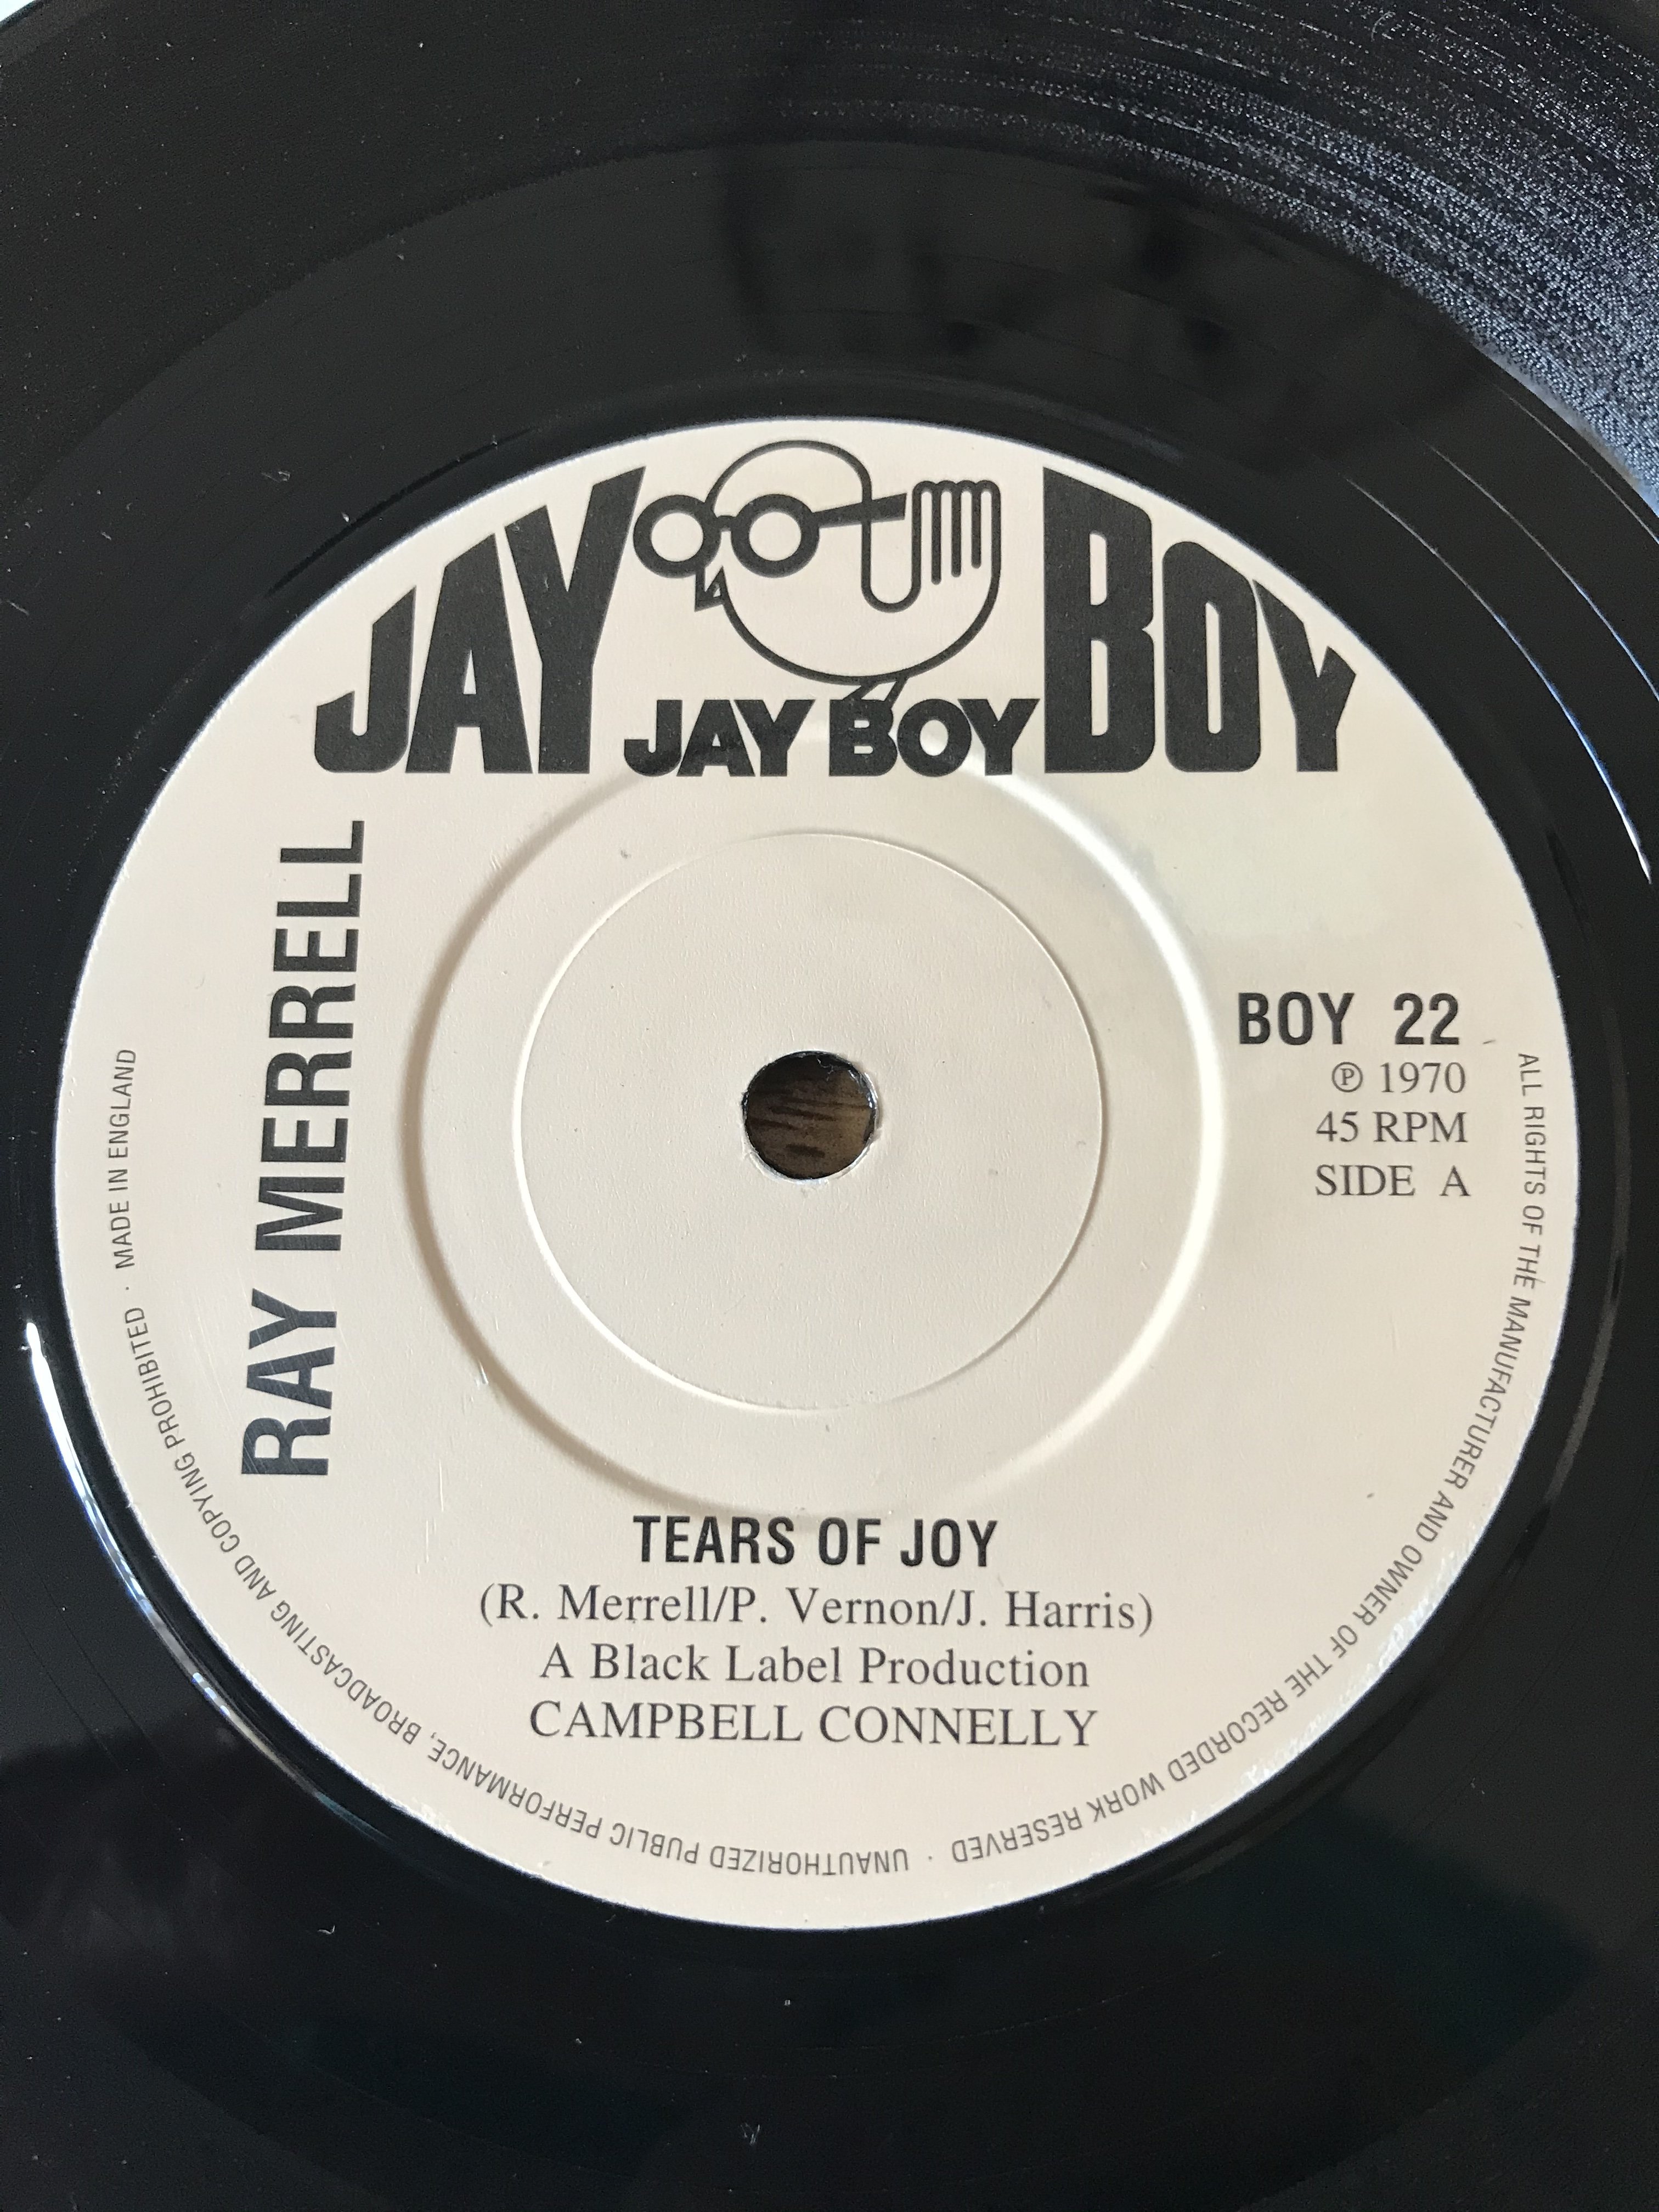 JAY BOY
JAY BOY
RAY MERRELL
BOY 22
℗ 1970
45 RPM
SIDE A
TEARS OF JOY
(R. Merrell/P. Vernon/J. Harris)
A Black Label Production
CAMPBELL CONNELLY
ALL RIGHTS OF THE MANUFACTURER AND OWNER OF THE RECORDED WORK RESERVED · UNAUTHORIZED PUBLIC PERFORMANCE, BROADCASTING AND COPYING PROHIBITED · MADE IN ENGLAND